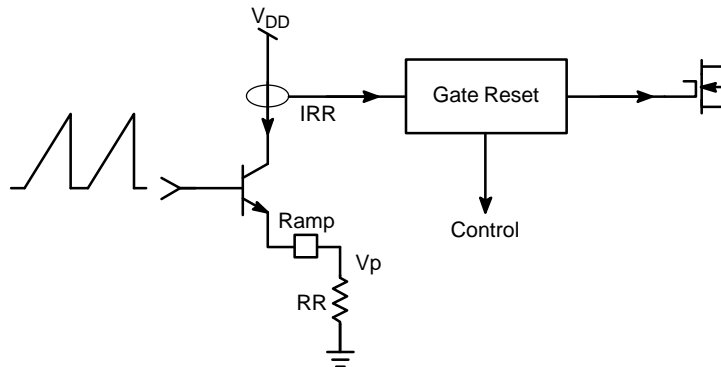 VDD
IRR
Gate Reset
Control
Ramp
Vp
RR